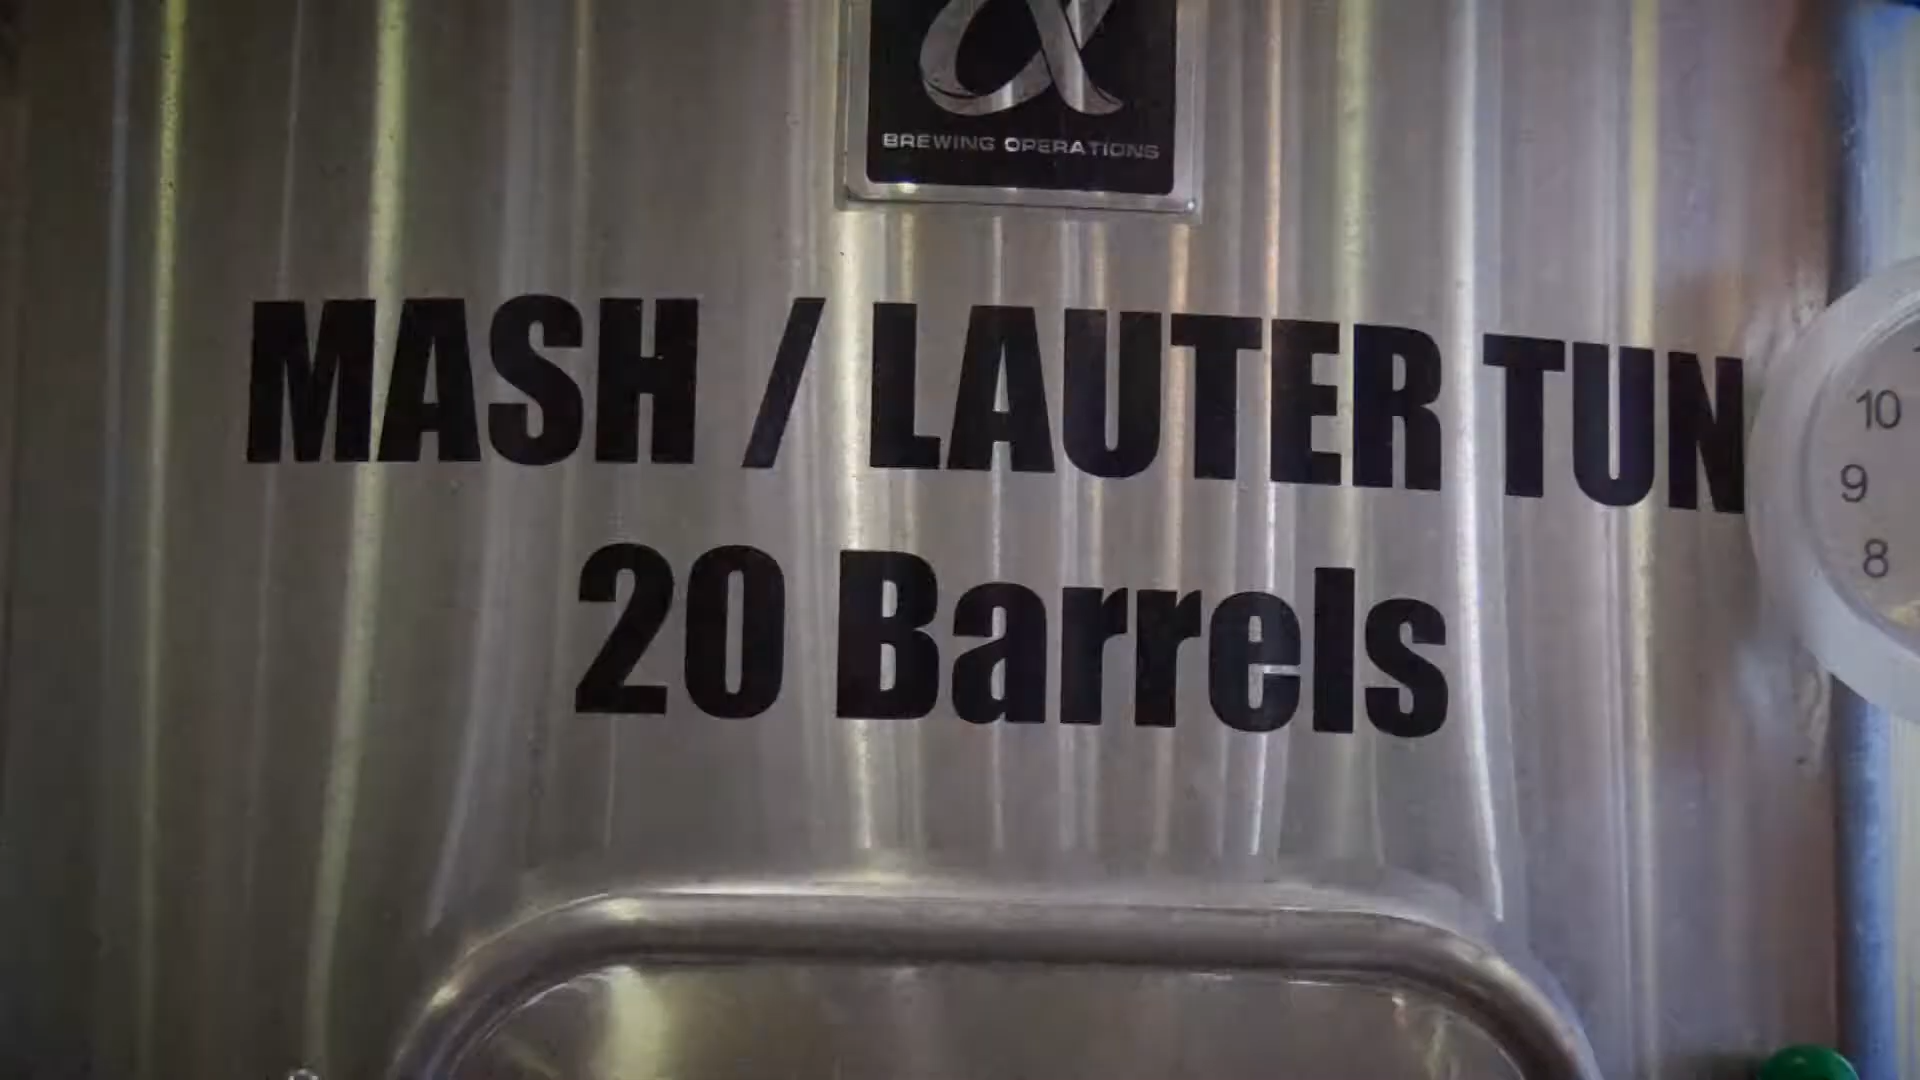 α
BREWING OPERATIONS
MASH / LAUTER TUN
20 Barrels
10
9
8